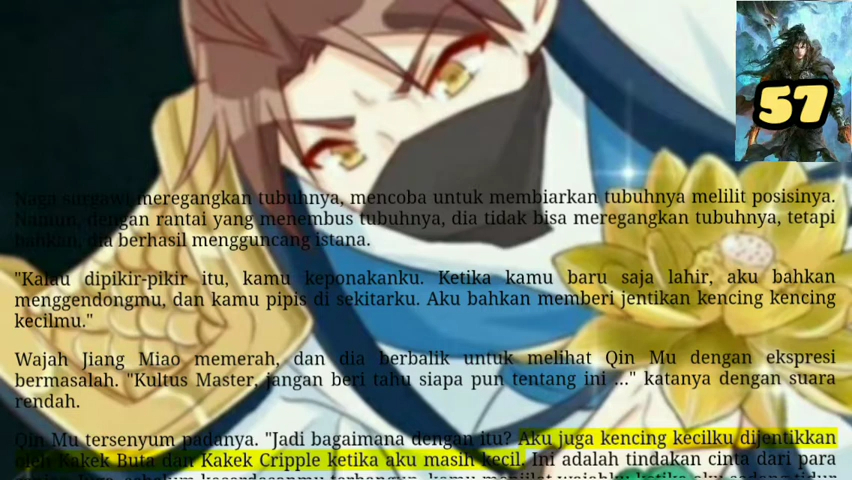 57
Naga surgawi meregangkan tubuhnya, mencoba untuk membiarkan tubuhnya melilit posisinya.
Namun, dengan rantai yang menembus tubuhnya, dia tidak bisa meregangkan tubuhnya, tetapi
bahkan, dia berhasil mengguncang istana.
"Kalau dipikir-pikir itu, kamu keponakanku. Ketika kamu baru saja lahir, aku bahkan
menggendongmu, dan kamu pipis di sekitarku. Aku bahkan memberi jentikan kencing kencing
kecilmu."
Wajah Jiang Miao memerah, dan dia berbalik untuk melihat Qin Mu dengan ekspresi
bermasalah. "Kultus Master, jangan beri tahu siapa pun tentang ini ..." katanya dengan suara
rendah.
Qin Mu tersenyum padanya. "Jadi bagaimana dengan itu? Aku juga kencing kecilku dijentikkan
oleh Kakek Buta dan Kakek Cripple ketika aku masih kecil. Ini adalah tindakan cinta dari para